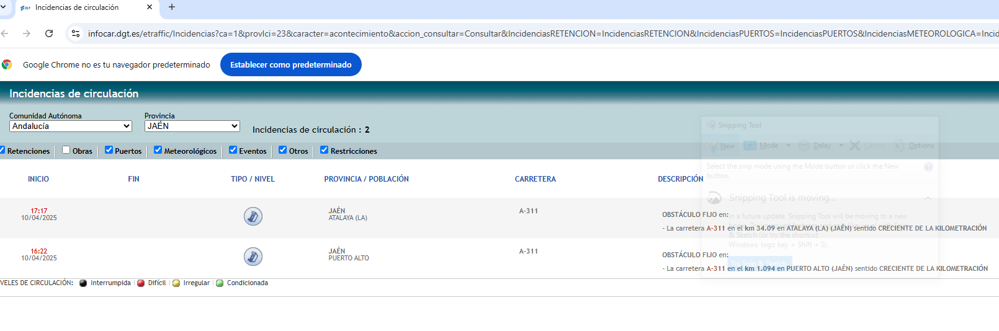 DGT Incidencias de circulación
infocar.dgt.es/etraffic/Incidencias?ca=1&provIci=23&caracter=acontecimiento&accion_consultar=Consultar&IncidenciasRETENCION=IncidenciasRETENCION&IncidenciasPUERTOS=IncidenciasPUERTOS&IncidenciasMETEOROLOGICA=Incid
Google Chrome no es tu navegador predeterminado Establecer como predeterminado
Incidencias de circulación
Comunidad Autónoma Provincia
Andalucía JAÉN Incidencias de circulación : 2
Retenciones Obras Puertos Meteorológicos Eventos Otros Restricciones
INICIO FIN TIPO / NIVEL PROVINCIA / POBLACIÓN CARRETERA DESCRIPCIÓN
17:17 JAÉN A-311
10/04/2025 ATALAYA (LA)
OBSTÁCULO FIJO en:
- La carretera A-311 en el km 34.09 en ATALAYA (LA) (JAÉN) sentido CRECIENTE DE LA KILOMETRACIÓN
16:22 JAÉN A-311
10/04/2025 PUERTO ALTO
OBSTÁCULO FIJO en:
- La carretera A-311 en el km 1.094 en PUERTO ALTO (JAÉN) sentido CRECIENTE DE LA KILOMETRACIÓN
VELES DE CIRCULACIÓN: Interrumpida Difícil Irregular Condicionada
Snipping Tool
New Mode Delay Cancel Options
Select the snip mode using the Mode button or click the New
button.
Snipping Tool is moving...
In a future update, Snipping Tool will be moving to a new
& Sketch (or try the shortcut
Windows logo key + Shift + S).